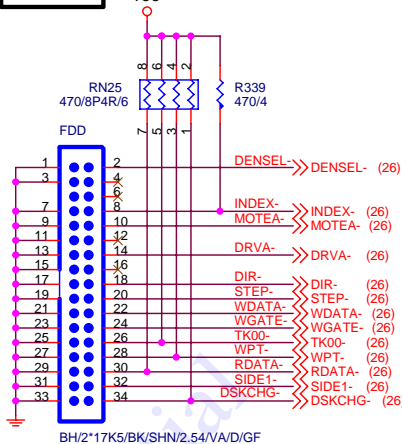 8 6 4 2
RN25
470/8P4R/6
R339
470/4
7 5 3 1
FDD
1 2 DENSEL- DENSEL- (26)
3 4
6
7 8 INDEX- INDEX- (26)
9 10 MOTEA- MOTEA- (26)
11 12
13 14 DRVA- DRVA- (26)
15 16
17 18 DIR- DIR- (26)
19 20 STEP- STEP- (26)
21 22 WDATA- WDATA- (26)
23 24 WGATE- WGATE- (26)
25 26 TK00- TK00- (26)
27 28 WPT- WPT- (26)
29 30 RDATA- RDATA- (26)
31 32 SIDE1- SIDE1- (26)
33 34 DSKCHG- DSKCHG- (26)
BH/2*17K5/BK/SHN/2.54/VA/D/GF